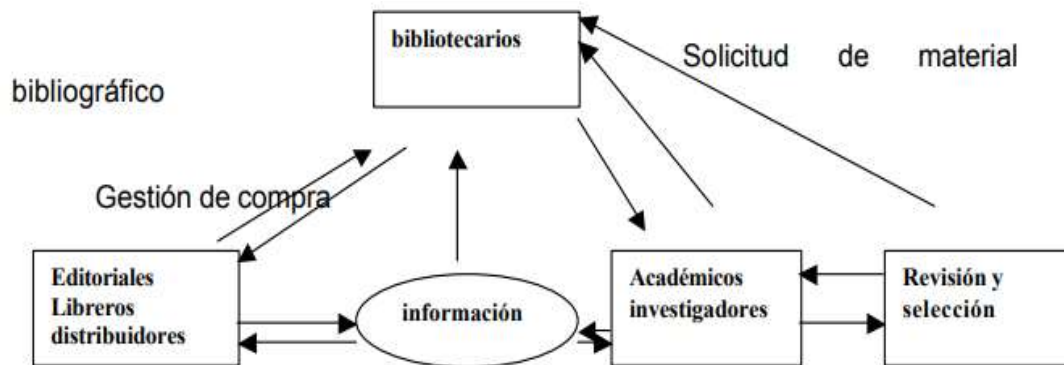 bibliotecarios
Solicitud de material
bibliográfico
Gestión de compra
Editoriales
Libreros
distribuidores
información
Académicos
investigadores
Revisión y
selección